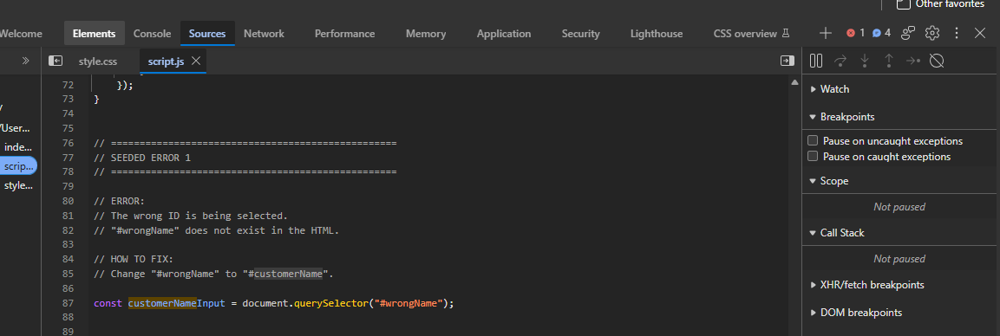 Other favorites
Welcome Elements Console Sources Network Performance Memory Application Security Lighthouse CSS overview 1 4
style.css script.js
72 });
73 }
74
75
76 // ==================================================
77 // SEEDED ERROR 1
78 // ==================================================
79
80 // ERROR:
81 // The wrong ID is being selected.
82 // "#wrongName" does not exist in the HTML.
83
84 // HOW TO FIX:
85 // Change "#wrongName" to "#customerName".
86
87 const customerNameInput = document.querySelector("#wrongName");
88
89
/User...
inde...
scrip...
style...
Watch
Breakpoints
Pause on uncaught exceptions
Pause on caught exceptions
Scope
Not paused
Call Stack
Not paused
XHR/fetch breakpoints
DOM breakpoints